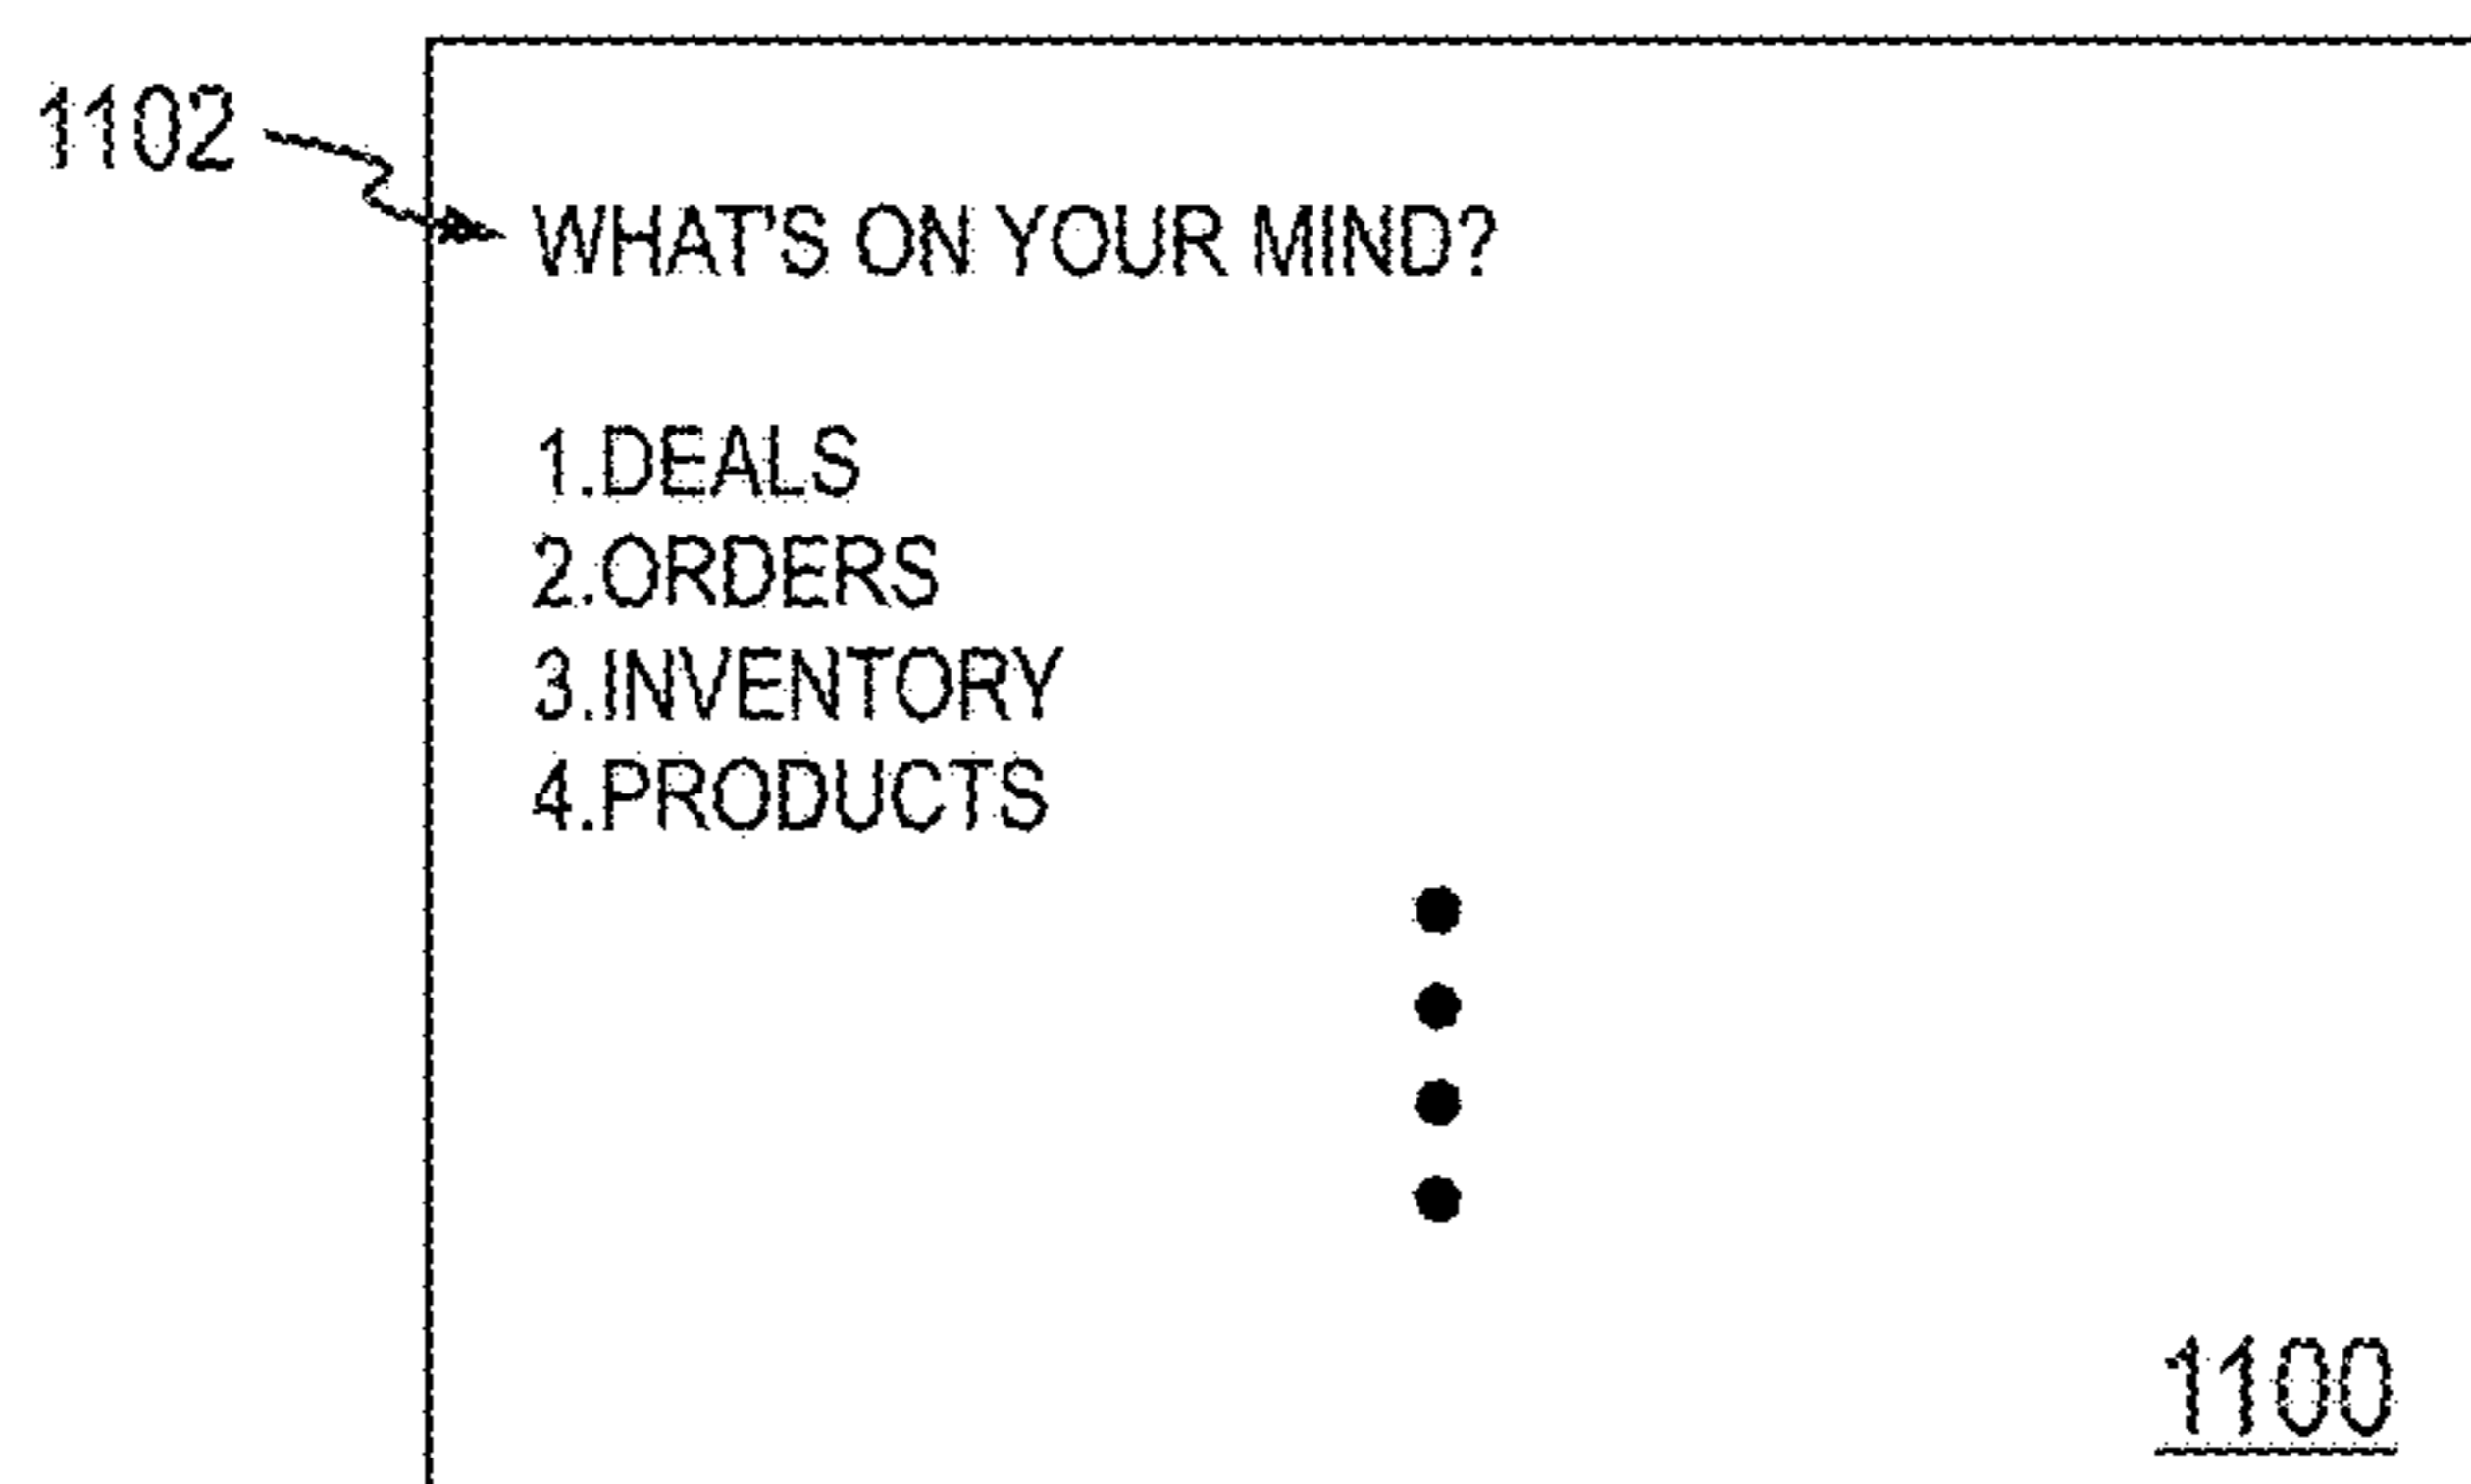 1102
WHAT'S ON YOUR MIND?
1.DEALS
2.ORDERS
3.INVENTORY
4.PRODUCTS
1100